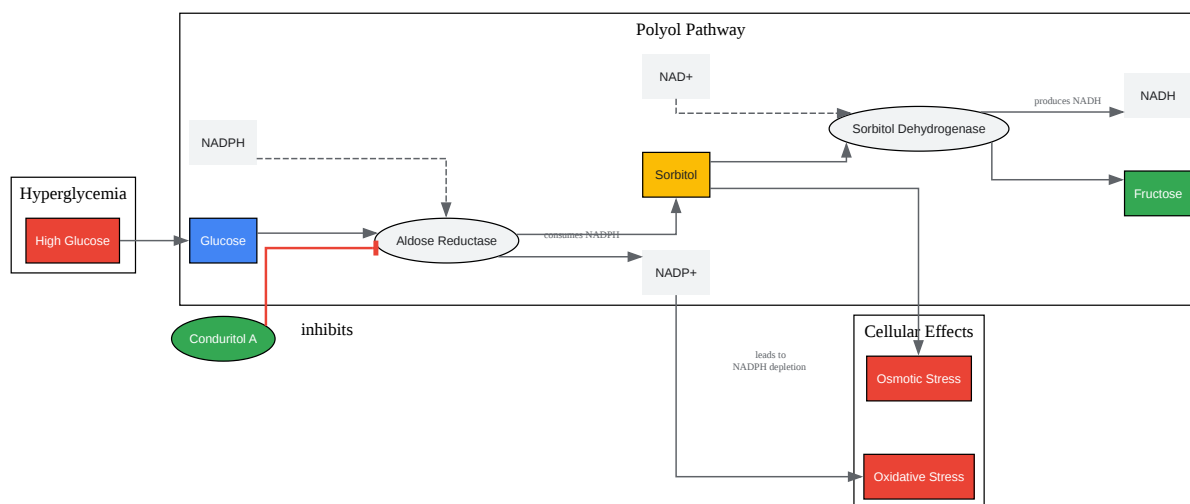 Polyol Pathway
NAD+
NADH
produces NADH
Sorbitol Dehydrogenase
NADPH
Sorbitol
Fructose
Hyperglycemia
High Glucose
Glucose
Aldose Reductase
consumes NADPH
NADP+
Conduritol A
inhibits
Cellular Effects
leads to
NADPH depletion
Osmotic Stress
Oxidative Stress